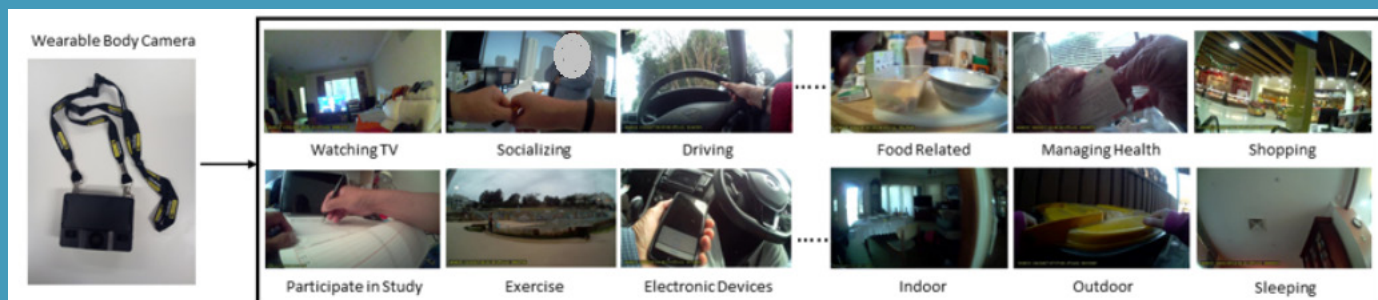 Wearable Body Camera
Watching TV
Socializing
Driving
.....
Food Related
Managing Health
Shopping
Participate in Study
Exercise
Electronic Devices
.....
Indoor
Outdoor
Sleeping